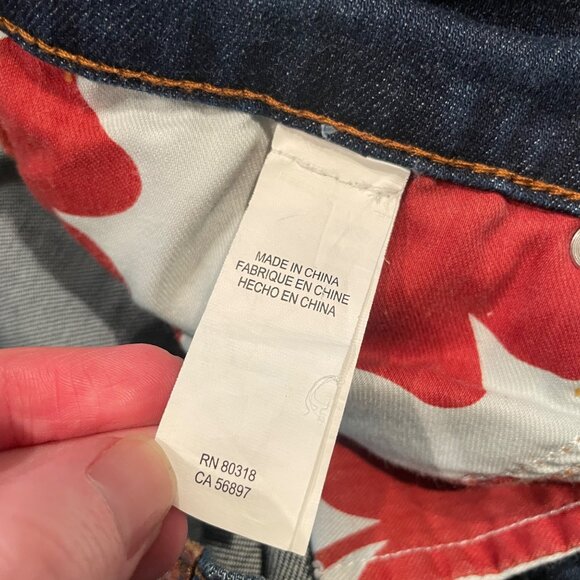 MADE IN CHINA
FABRIQUE EN CHINE
HECHO EN CHINA
RN 80318
CA 56897